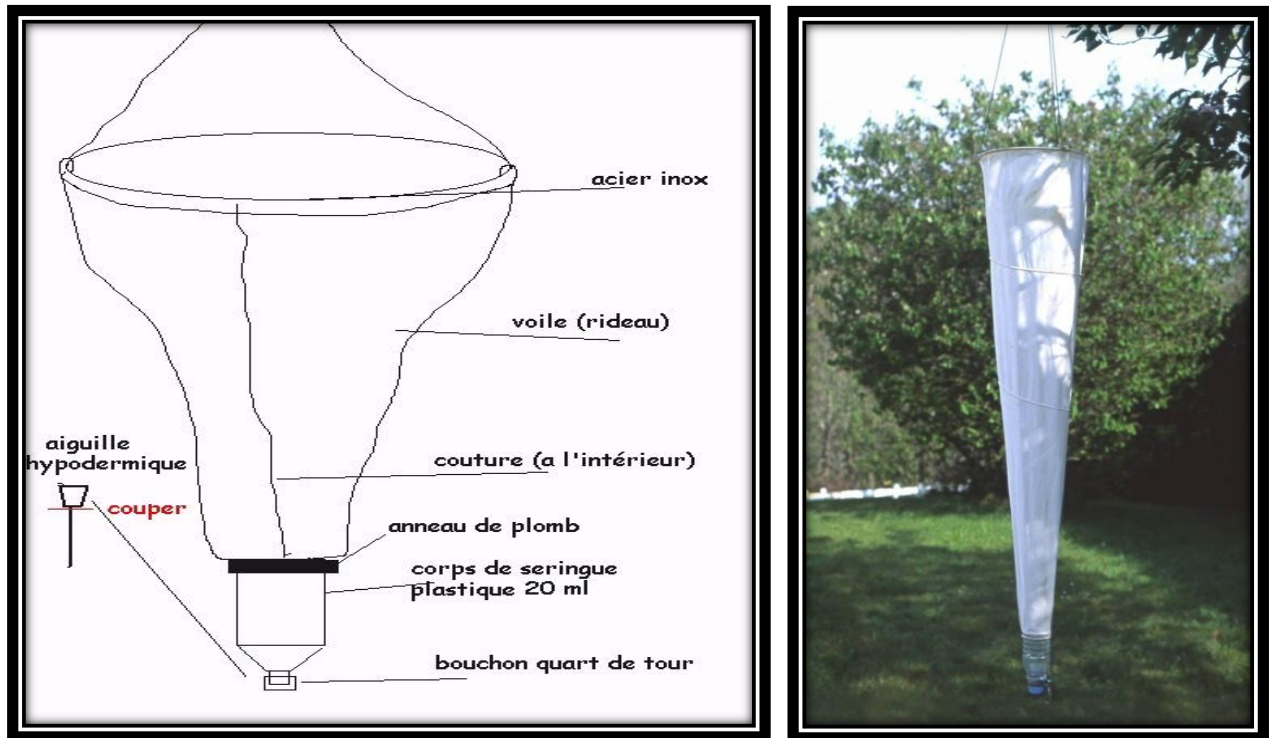 acier inox
voile (rideau)
aiguille
hypodermique
couper
couture (a l'intérieur)
anneau de plomb
corps de seringue
plastique 20 ml
bouchon quart de tour